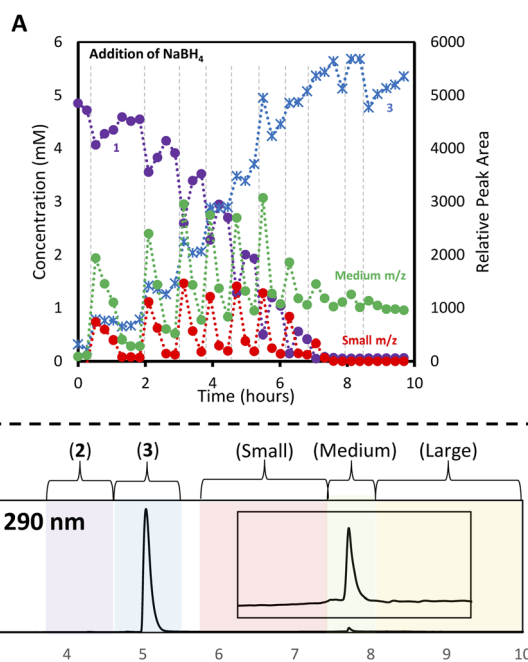 A
Addition of NaBH4
6
5
4
3
2
1
0
Concentration (mM)
6000
5000
4000
3000
2000
1000
0
Relative Peak Area
1
3
Medium m/z
Small m/z
0 2 4 6 8 10
Time (hours)
(2) (3) (Small) (Medium) (Large)
290 nm
4 5 6 7 8 9 10